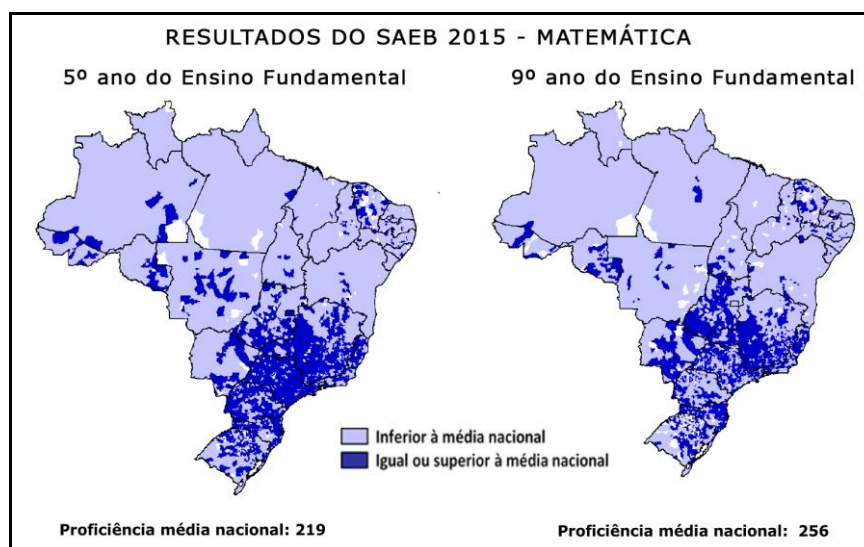 RESULTADOS DO SAEB 2015 - MATEMÁTICA
5º ano do Ensino Fundamental
9º ano do Ensino Fundamental
Inferior à média nacional
Igual ou superior à média nacional
Proficiência média nacional: 219
Proficiência média nacional: 256